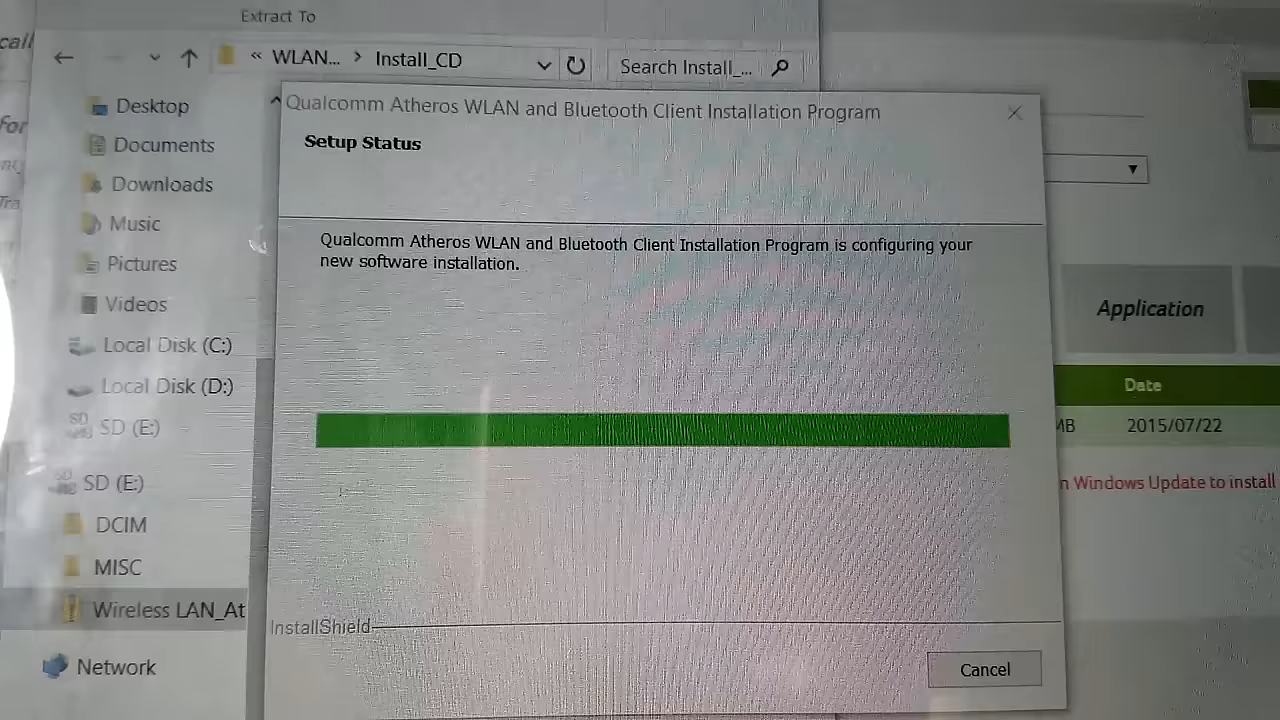 Extract To
call
« WLAN... > Install_CD
Search Install_...
Desktop
Documents
Downloads
Music
Pictures
Videos
Local Disk (C:)
Local Disk (D:)
SD (E:)
SD (E:)
DCIM
MISC
Wireless LAN_At
Network
for
Tra
Qualcomm Atheros WLAN and Bluetooth Client Installation Program
Setup Status
Qualcomm Atheros WLAN and Bluetooth Client Installation Program is configuring your
new software installation.
InstallShield
Cancel
Application
Date
MB 2015/07/22
n Windows Update to install